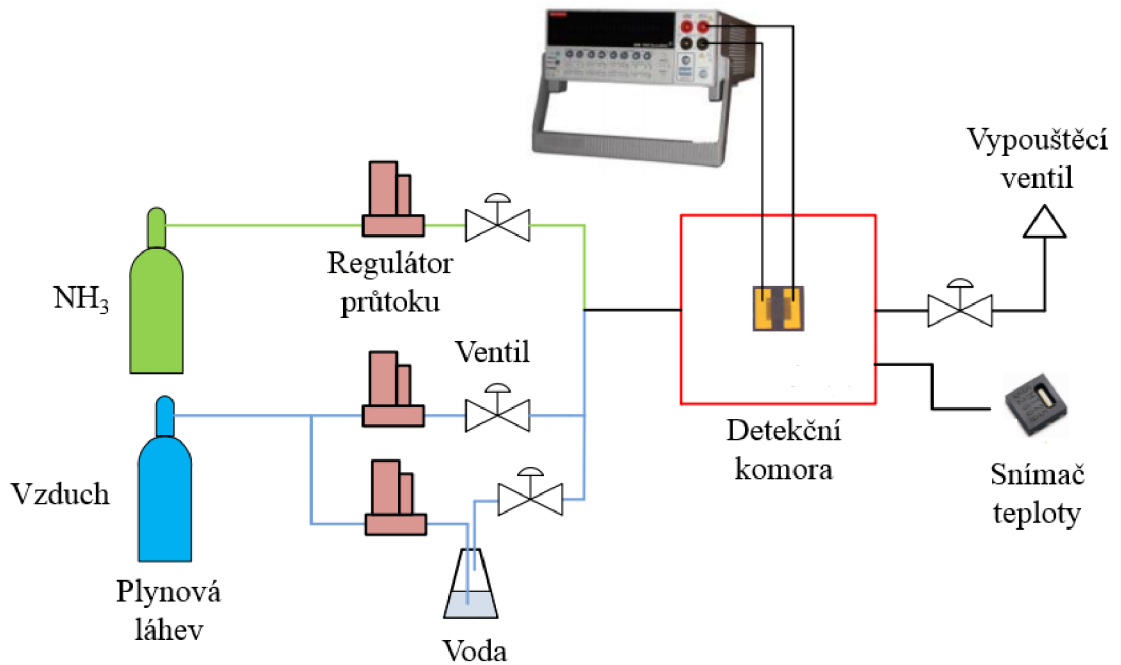 Vypouštěcí
ventil
Regulátor
průtoku
NH₃
Ventil
Detekční
komora
Vzduch
Snímač
teploty
Plynová
láhev
Voda